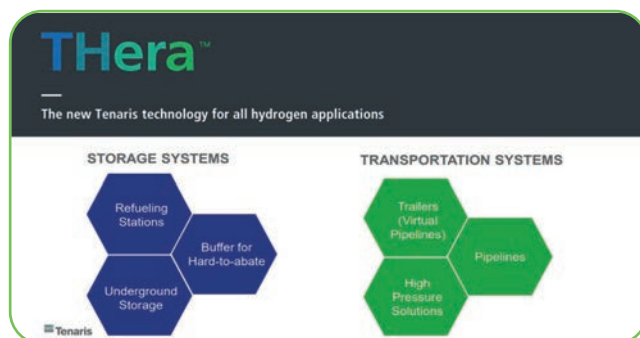 THera™
The new Tenaris technology for all hydrogen applications
STORAGE SYSTEMS
Refueling
Stations
Buffer for
Hard-to-abate
Underground
Storage
TRANSPORTATION SYSTEMS
Trailers
(Virtual
Pipelines)
Pipelines
High
Pressure
Solutions
Tenaris